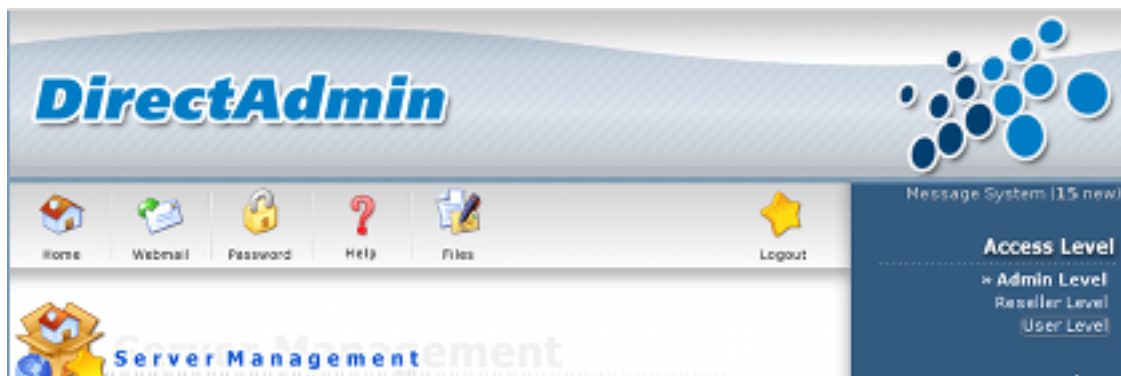 DirectAdmin
Message System (15 new)
Home Webmail Password Help Files Logout
Access Level
» Admin Level
Reseller Level
User Level
Server Management